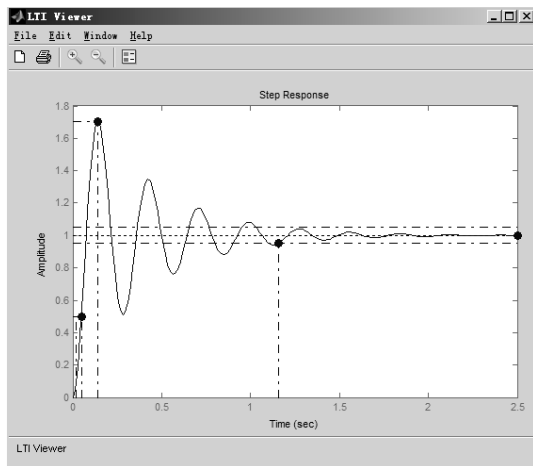 LTI Viewer
File Edit Window Help
Step Response
1.8
1.6
1.4
1.2
1
0.8
0.6
0.4
0.2
0
Amplitude
0 0.5 1 1.5 2 2.5
Time (sec)
LTI Viewer